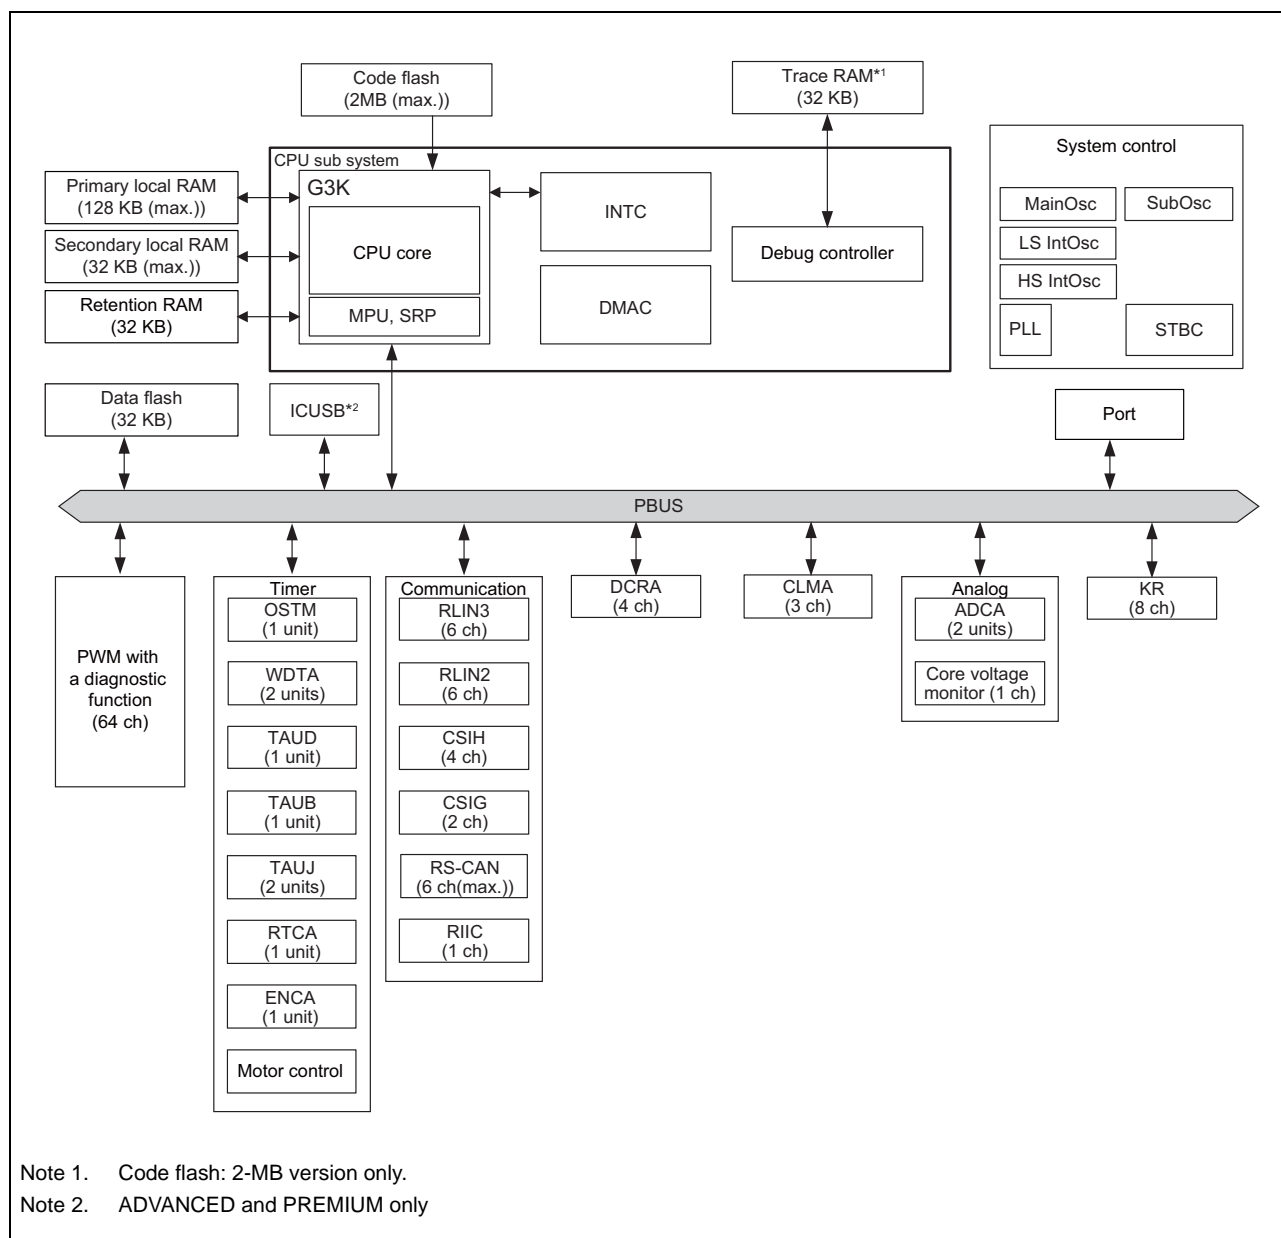 Code flash
(2MB (max.))
Trace RAM*1
(32 KB)
System control
MainOsc
SubOsc
LS IntOsc
HS IntOsc
PLL
STBC
CPU sub system
G3K
CPU core
MPU, SRP
INTC
DMAC
Debug controller
Primary local RAM
(128 KB (max.))
Secondary local RAM
(32 KB (max.))
Retention RAM
(32 KB)
Data flash
(32 KB)
ICUSB*2
Port
PBUS
PWM with
a diagnostic
function
(64 ch)
Timer
OSTM
(1 unit)
WDTA
(2 units)
TAUD
(1 unit)
TAUB
(1 unit)
TAUJ
(2 units)
RTCA
(1 unit)
ENCA
(1 unit)
Motor control
Communication
RLIN3
(6 ch)
RLIN2
(6 ch)
CSIH
(4 ch)
CSIG
(2 ch)
RS-CAN
(6 ch(max.))
RIIC
(1 ch)
DCRA
(4 ch)
CLMA
(3 ch)
Analog
ADCA
(2 units)
Core voltage
monitor (1 ch)
KR
(8 ch)
Note 1. Code flash: 2-MB version only.
Note 2. ADVANCED and PREMIUM only